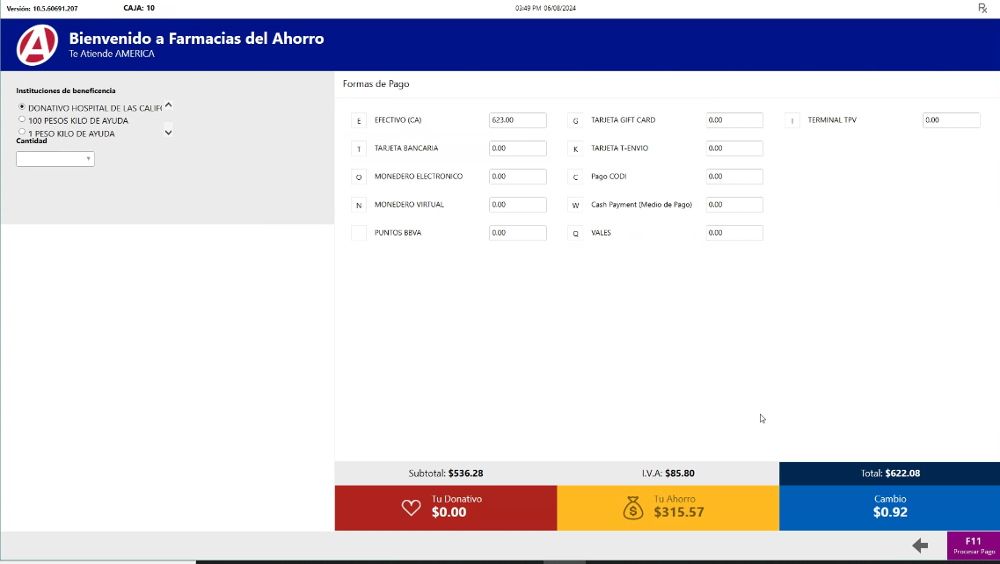 Versión: 10.5.60691.207
CAJA: 10
03:49 PM 06/08/2024
Bienvenido a Farmacias del Ahorro
Te Atiende AMERICA
Instituciones de beneficencia
DONATIVO HOSPITAL DE LAS CALIF
100 PESOS KILO DE AYUDA
1 PESO KILO DE AYUDA
Cantidad
Formas de Pago
E EFECTIVO (CA) 623.00
G TARJETA GIFT CARD 0.00
I TERMINAL TPV 0.00
T TARJETA BANCARIA 0.00
K TARJETA T-ENVIO 0.00
O MONEDERO ELECTRONICO 0.00
C Pago CODI 0.00
N MONEDERO VIRTUAL 0.00
W Cash Payment (Medio de Pago) 0.00
PUNTOS BBVA 0.00
Q VALES 0.00
Subtotal: $536.28
I.V.A: $85.80
Total: $622.08
Tu Donativo
$0.00
Tu Ahorro
$315.57
Cambio
$0.92
F11
Procesar Pago